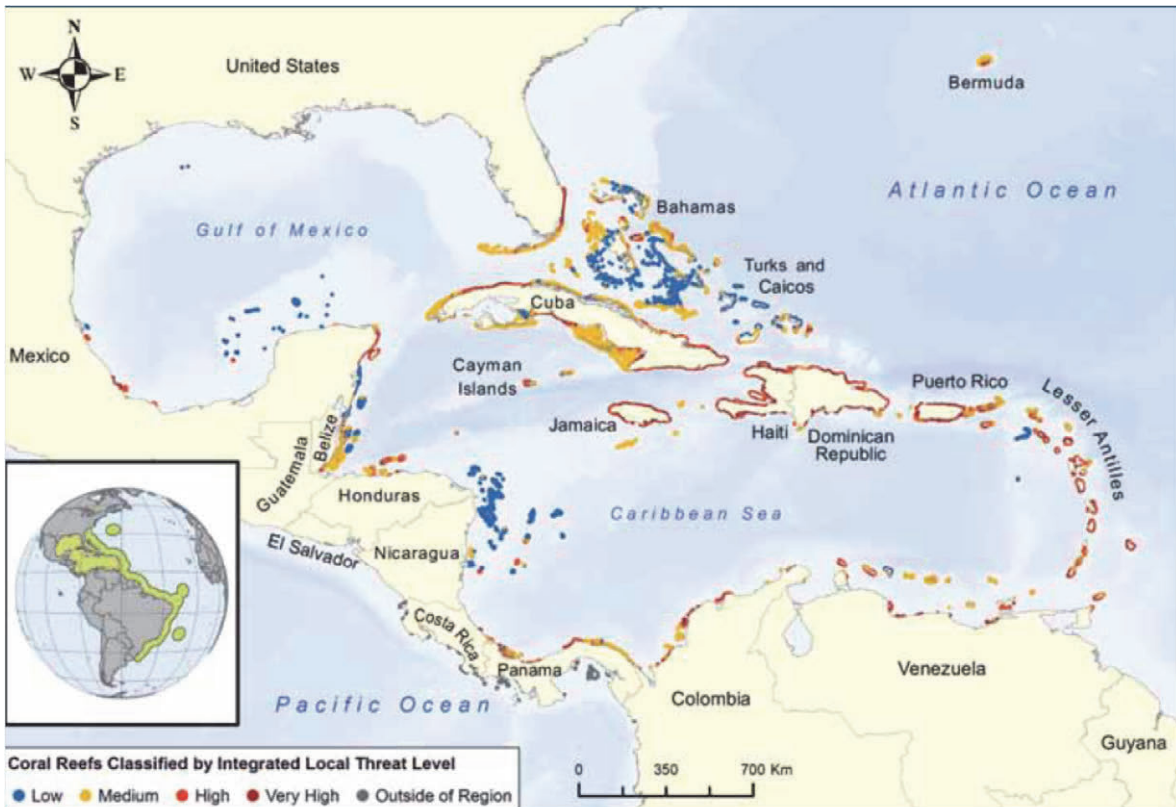 N
W E
S
United States
Bermuda
Atlantic Ocean
Bahamas
Gulf of Mexico
Turks and
Caicos
Cuba
Mexico
Cayman
Islands
Puerto Rico
Lesser Antilles
Jamaica
Haiti
Dominican
Republic
Belize
Guatemala
Honduras
Caribbean Sea
El Salvador
Nicaragua
Costa Rica
Panama
Venezuela
Pacific Ocean
Colombia
Guyana
Coral Reefs Classified by Integrated Local Threat Level
Low Medium High Very High Outside of Region
0 350 700 Km